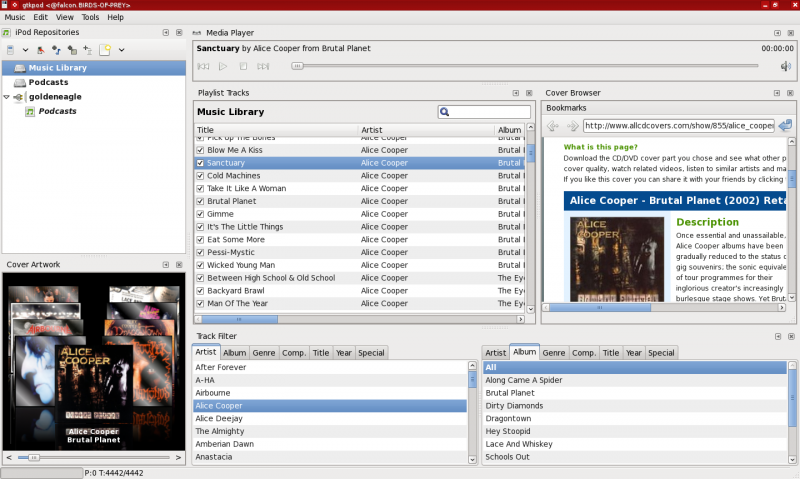 gtkpod <@falcon.BIRDS-OF-PREY>
Music Edit View Tools Help
iPod Repositories
Music Library
Podcasts
goldeneagle
Podcasts
Media Player
Sanctuary by Alice Cooper from Brutal Planet
00:00:00
Playlist Tracks
Music Library
Title Artist Album
Pick Up The Bones Alice Cooper Brutal
Blow Me A Kiss Alice Cooper Brutal
Sanctuary Alice Cooper Brutal
Cold Machines Alice Cooper Brutal
Take It Like A Woman Alice Cooper Brutal
Brutal Planet Alice Cooper Brutal
Gimme Alice Cooper Brutal
It's The Little Things Alice Cooper Brutal
Eat Some More Alice Cooper Brutal
Pessi-Mystic Alice Cooper Brutal
Wicked Young Man Alice Cooper Brutal
Between High School & Old School Alice Cooper The Ey
Backyard Brawl Alice Cooper The Ey
Man Of The Year Alice Cooper The Ey
Cover Browser
Bookmarks
http://www.allcdcovers.com/show/855/alice_cooper
What is this page?
Download the CD/DVD cover part you chose and see what other p
cover quality, watch related videos, listen to similar artists and ma
If you like this cover you can share it with your friends by clicking
Alice Cooper - Brutal Planet (2002) Reta
ALICE
COOPER
Description
Once essential and unavailable,
Alice Cooper albums have been
gradually reduced to the status o
gig souvenirs; the sonic equivale
of tour programmes for their
inglorious creator's increasingly
burlesque stage shows. Yet Bruta
Cover Artwork
ALICE
COOPER
Alice Cooper
Brutal Planet
Track Filter
Artist Album Genre Comp. Title Year Special
After Forever
A-HA
Airbourne
Alice Cooper
Alice Deejay
The Almighty
Amberian Dawn
Anastacia
Artist Album Genre Comp. Title Year Special
All
Along Came A Spider
Brutal Planet
Dirty Diamonds
Dragontown
Hey Stoopid
Lace And Whiskey
Schools Out
P:0 T:4442/4442